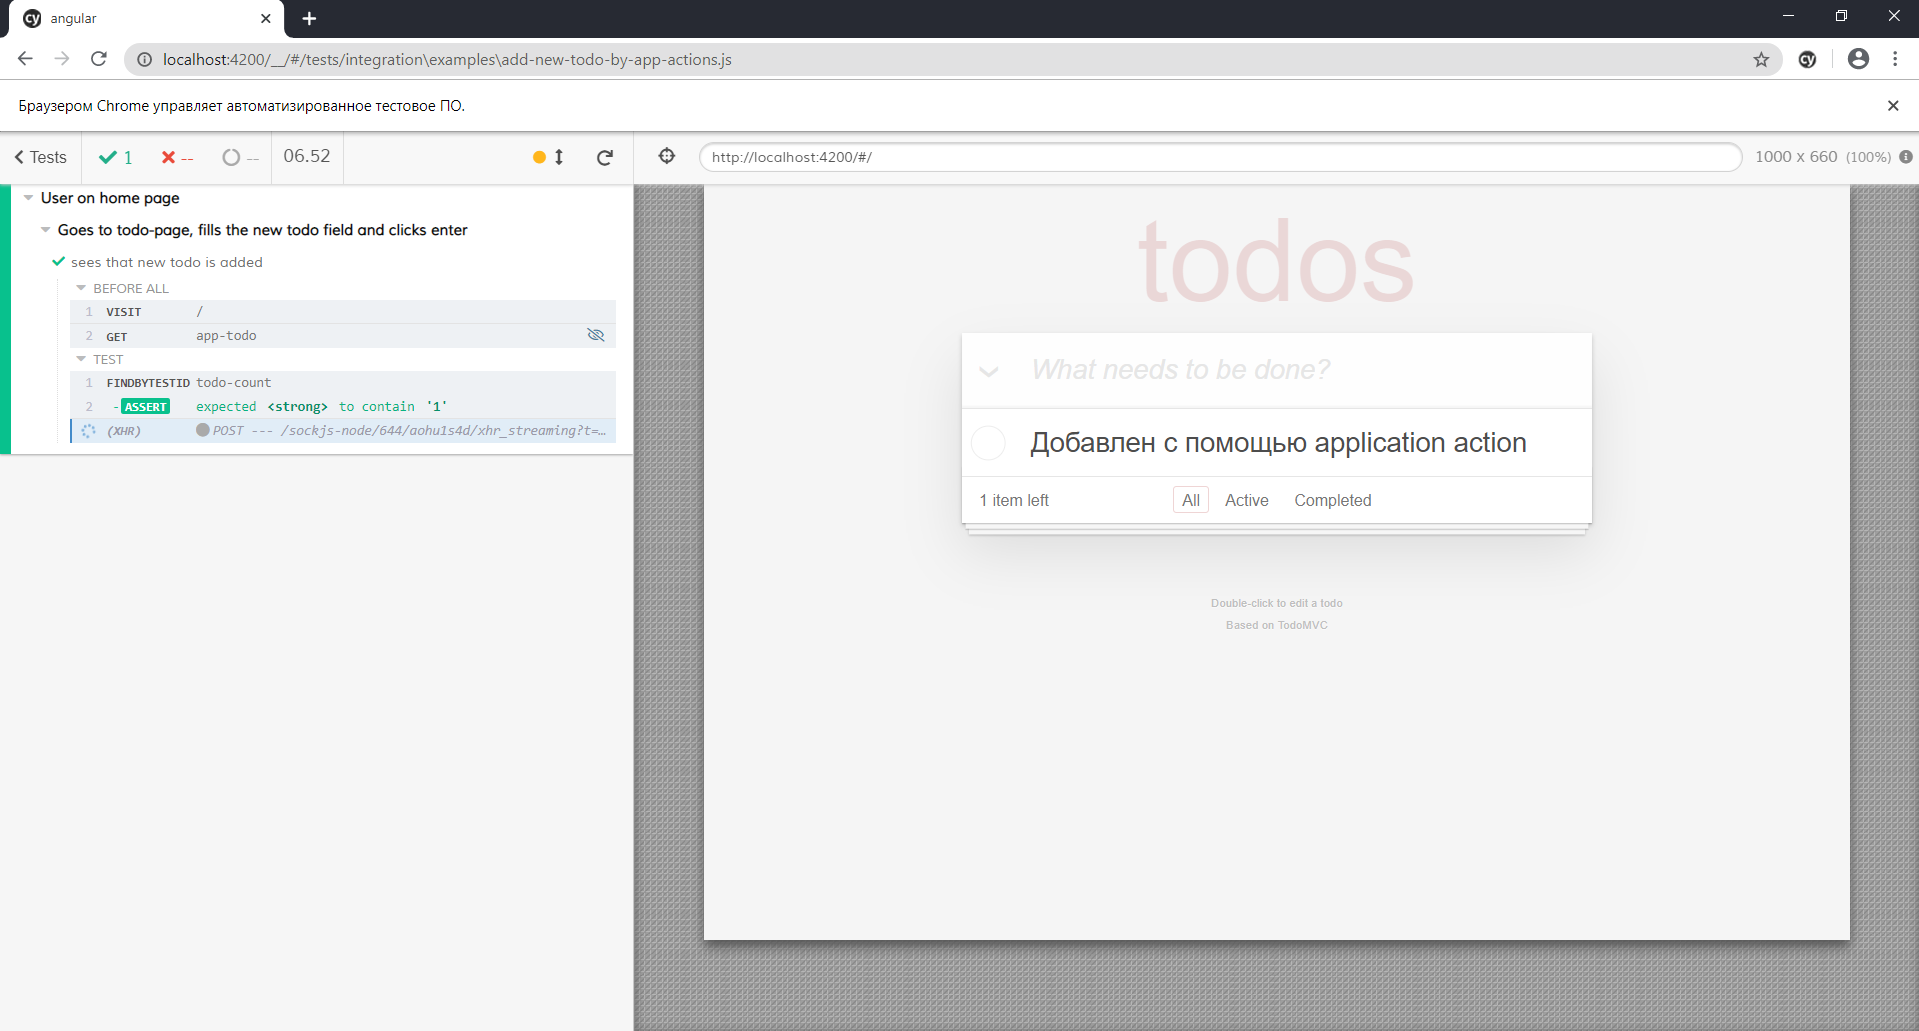 angular
localhost:4200/__/#/tests/integration\examples\add-new-todo-by-app-actions.js
Браузером Chrome управляет автоматизированное тестовое ПО.
Tests 1 -- -- 06.52
http://localhost:4200/#/ 1000 x 660 (100%)
User on home page
Goes to todo-page, fills the new todo field and clicks enter
sees that new todo is added
BEFORE ALL
1 VISIT /
2 GET app-todo
TEST
1 FINDBYTESTID todo-count
2 -ASSERT expected <strong> to contain '1'
(XHR) POST --- /sockjs-node/644/aohu1s4d/xhr_streaming?t=…
todos
What needs to be done?
Добавлен с помощью application action
1 item left All Active Completed
Double-click to edit a todo
Based on TodoMVC